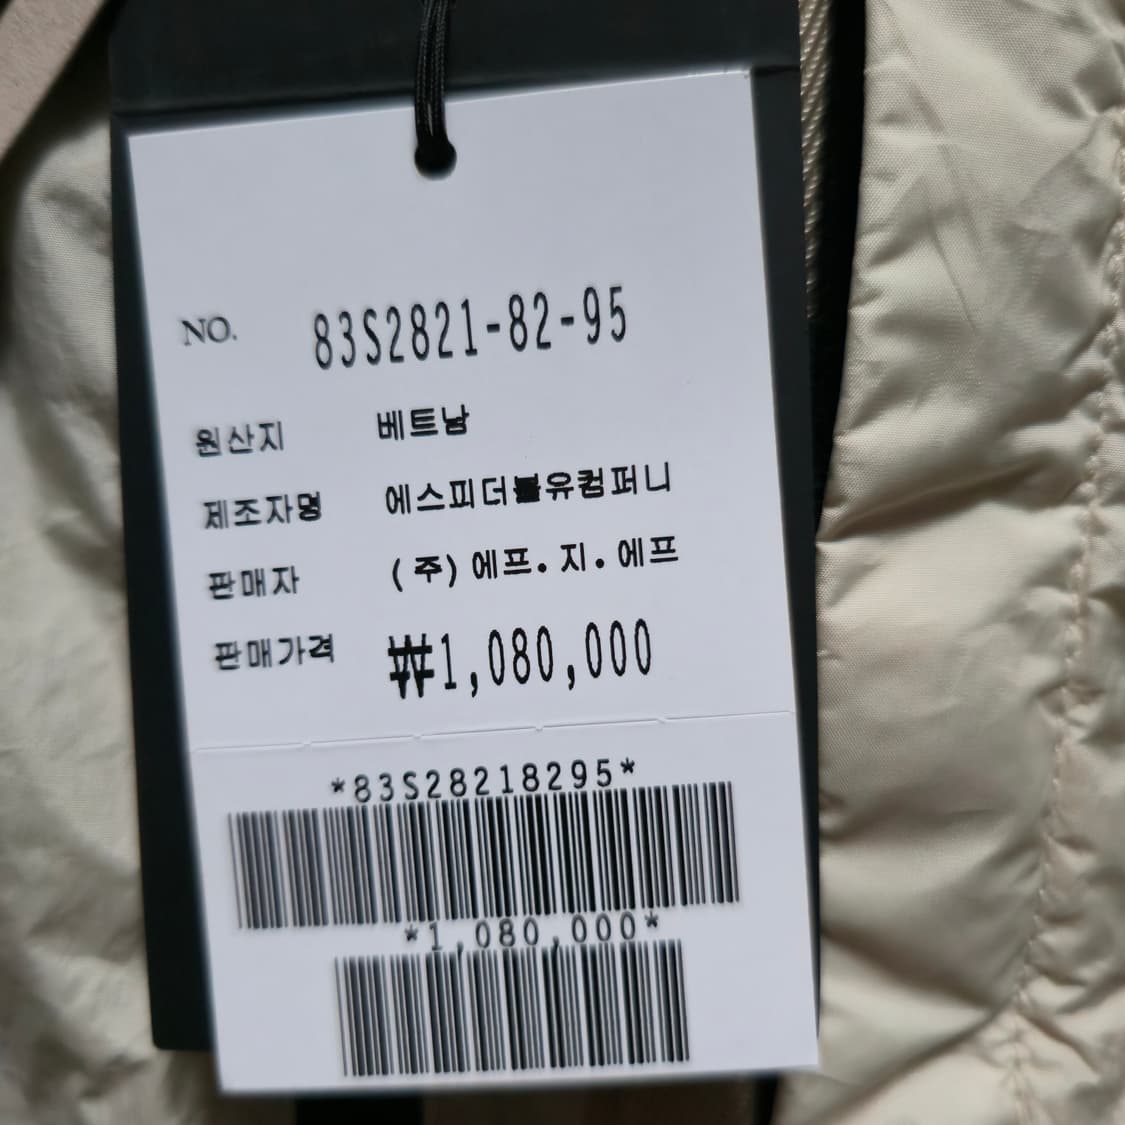 NO. 83S2821-82-95
원산지 베트남
제조자명 에스피더블유컴퍼니
판매자 (주)에프.지.에프
판매가격 ₩1,080,000
*83S28218295*
*1,080,000*